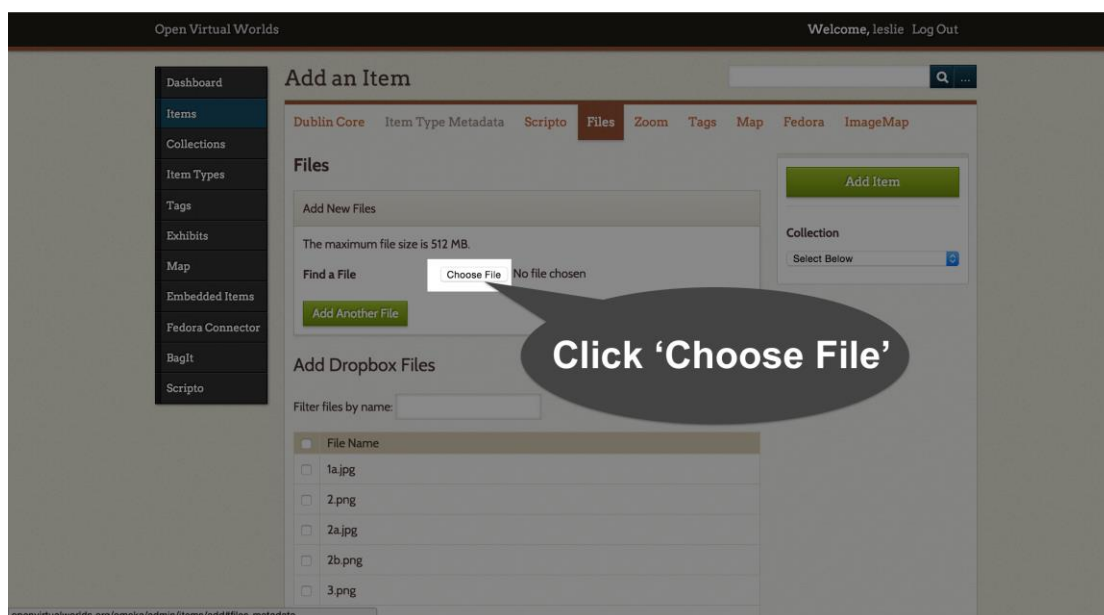 Open Virtual Worlds
Welcome, leslie Log Out
Dashboard
Items
Collections
Item Types
Tags
Exhibits
Map
Embedded Items
Fedora Connector
BagIt
Scripto
Add an Item
...
Dublin Core Item Type Metadata Scripto Files Zoom Tags Map Fedora ImageMap
Files
Add New Files
The maximum file size is 512 MB.
Find a File Choose File No file chosen
Add Another File
Click ‘Choose File’
Add Dropbox Files
Filter files by name:
File Name
1a.jpg
2.png
2a.jpg
2b.png
3.png
Add Item
Collection
Select Below